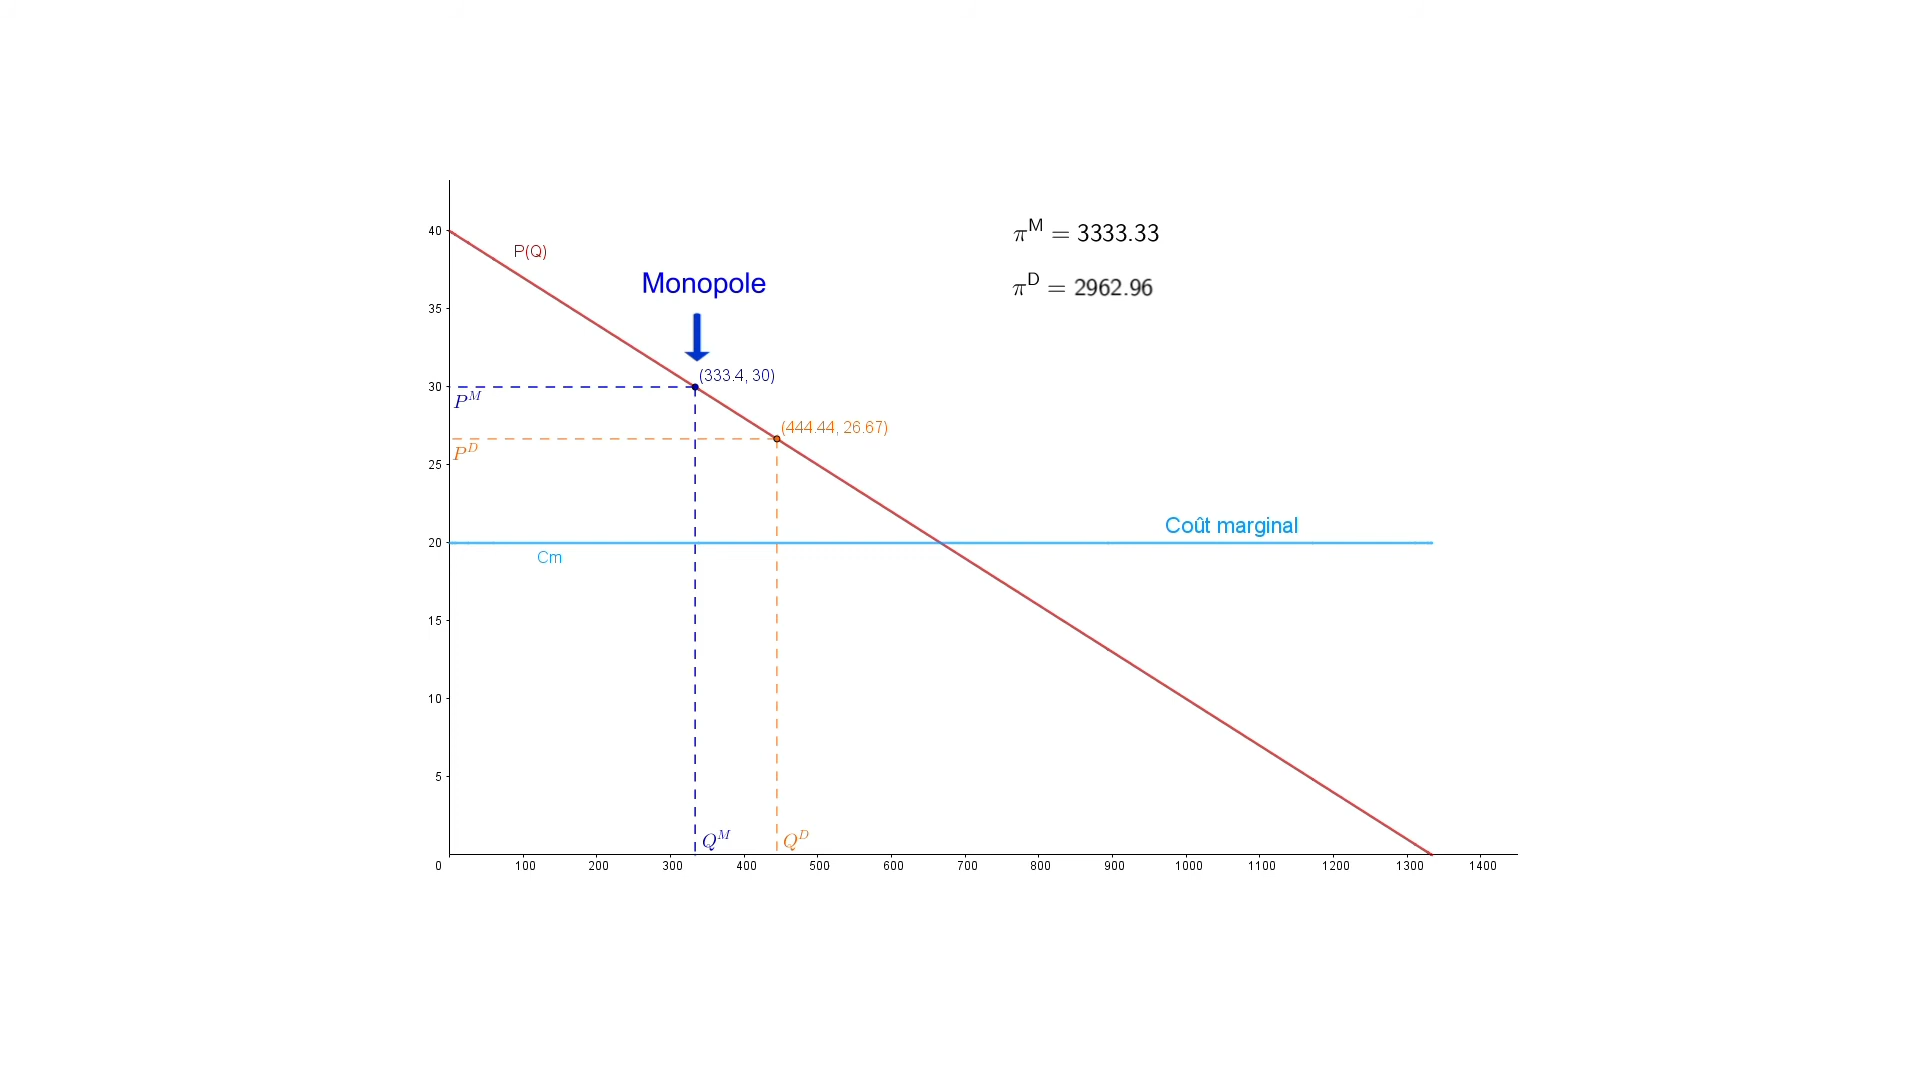 40
P(Q)
π^M = 3333.33
Monopole
π^D = 2962.96
35
(333.4, 30)
30
P^M
(444.44, 26.67)
P^D
25
Coût marginal
20
Cm
15
10
5
Q^M
Q^D
0 100 200 300 400 500 600 700 800 900 1000 1100 1200 1300 1400